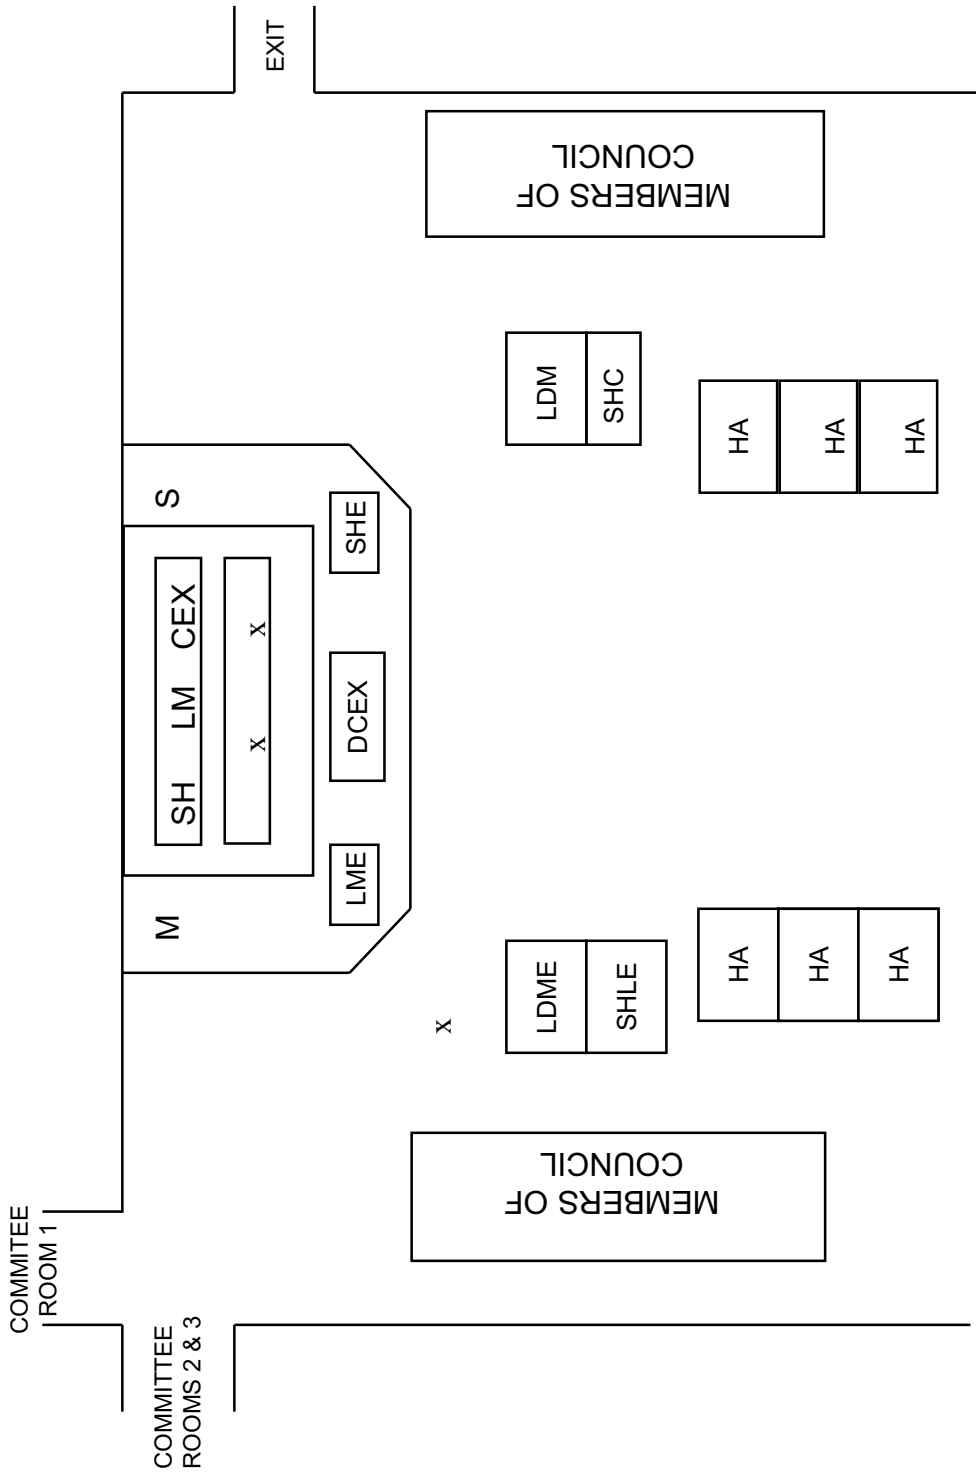 COMMITEE
ROOM 1
COMMITTEE
ROOMS 2 & 3
M
SH LM CEX
S
x x
EXIT
LME
DCEX
SHE
x
MEMBERS OF
COUNCIL
LDME
SHLE
LDM
SHC
MEMBERS OF
COUNCIL
HA
HA
HA
HA
HA
HA